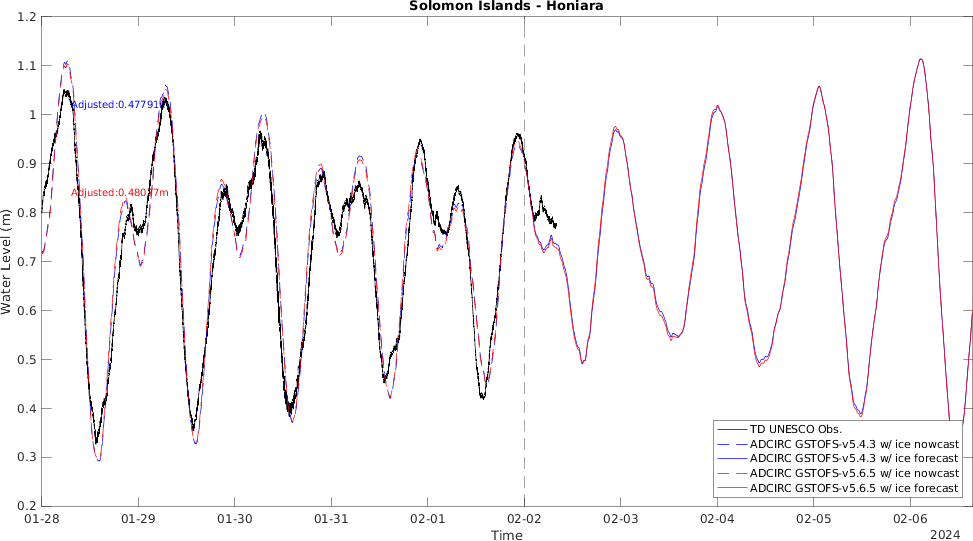 Solomon Islands - Honiara
1.2
1.1
1
0.9
0.8
0.7
0.6
0.5
0.4
0.3
0.2
Water Level (m)
Adjusted:0.47791
Adjusted:0.48077m
TD UNESCO Obs.
ADCIRC GSTOFS-v5.4.3 w/ ice nowcast
ADCIRC GSTOFS-v5.4.3 w/ ice forecast
ADCIRC GSTOFS-v5.6.5 w/ ice nowcast
ADCIRC GSTOFS-v5.6.5 w/ ice forecast
01-28 01-29 01-30 01-31 02-01 02-02 02-03 02-04 02-05 02-06
Time
2024